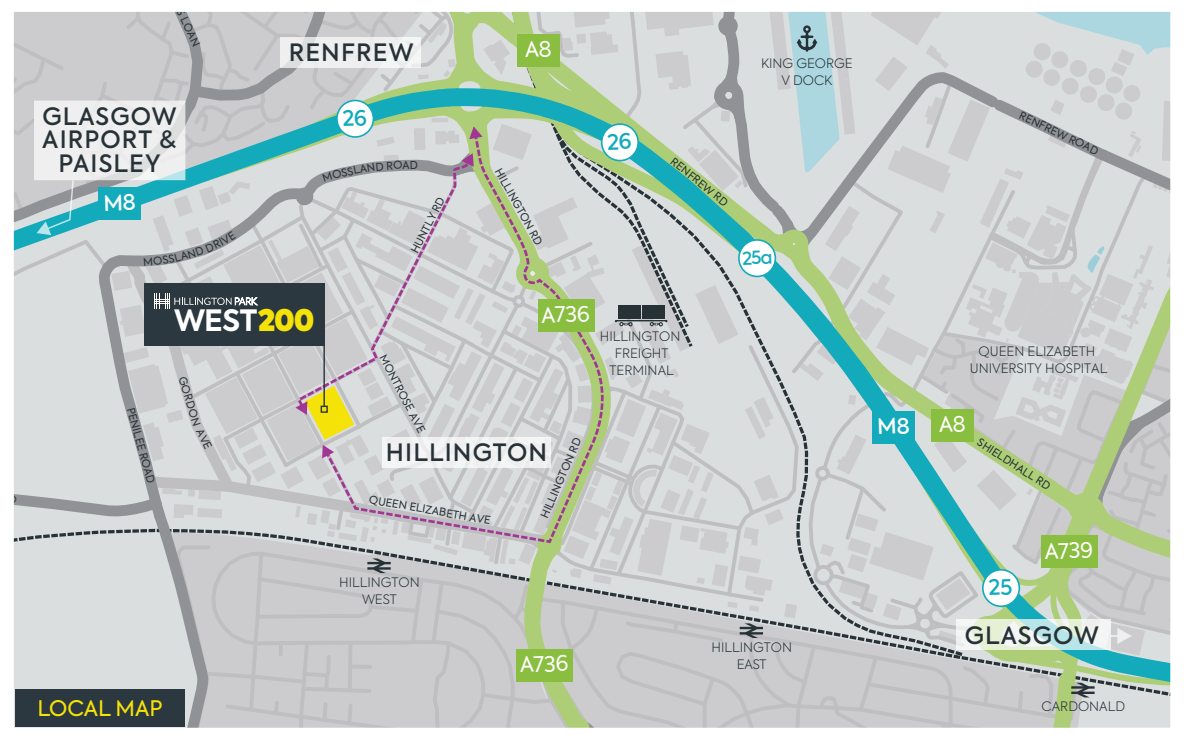 S LOAN
RENFREW
A8
KING GEORGE
V DOCK
GLASGOW
AIRPORT &
PAISLEY
26
26
RENFREW ROAD
MOSSLAND ROAD
RENFREW RD
M8
HILLINGTON RD
HUNTLY RD
MOSSLAND DRIVE
25a
HILLINGTON PARK
WEST200
A736
HILLINGTON
FREIGHT
TERMINAL
QUEEN ELIZABETH
UNIVERSITY HOSPITAL
MONTROSE AVE
GORDON AVE
PENILEE ROAD
M8
A8
HILLINGTON
SHIELDHALL RD
HILLINGTON RD
QUEEN ELIZABETH AVE
A739
HILLINGTON
WEST
25
GLASGOW
HILLINGTON
EAST
A736
CARDONALD
LOCAL MAP